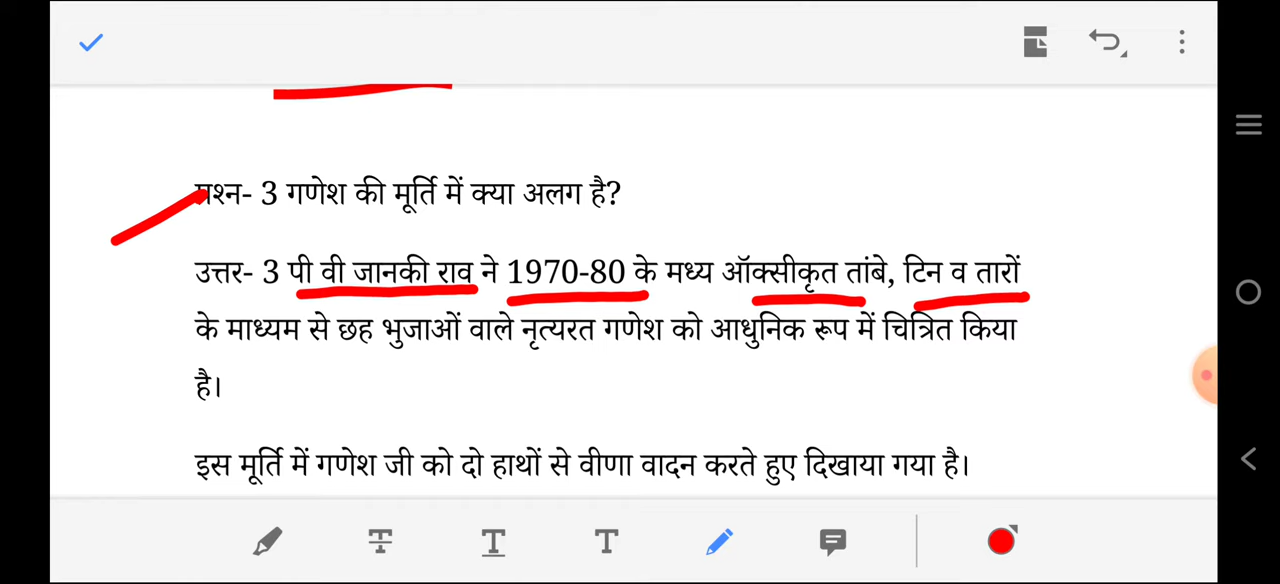 प्रश्न- 3 गणेश की मूर्ति में क्या अलग है?
उत्तर- 3 पी वी जानकी राव ने 1970-80 के मध्य ऑक्सीकृत तांबे, टिन व तारों
के माध्यम से छह भुजाओं वाले नृत्यरत गणेश को आधुनिक रूप में चित्रित किया
है।
इस मूर्ति में गणेश जी को दो हाथों से वीणा वादन करते हुए दिखाया गया है।